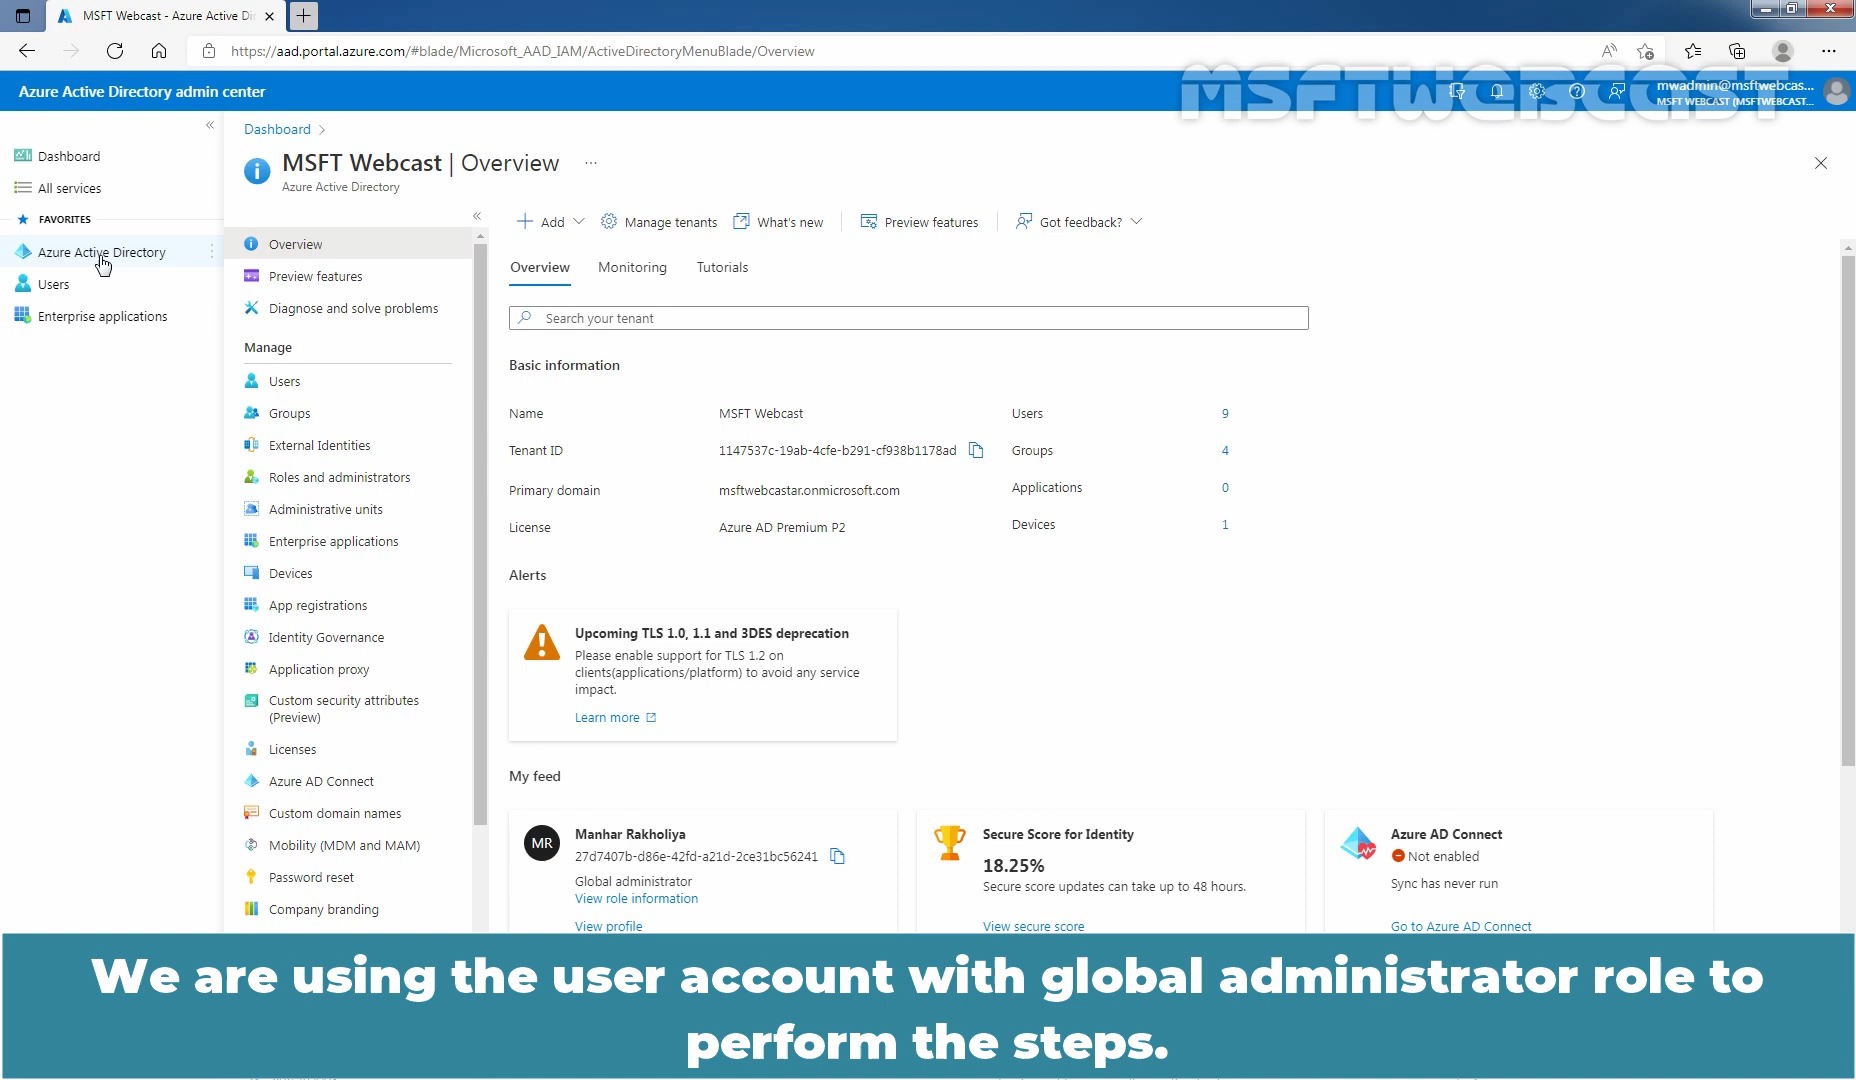 MSFT Webcast - Azure Active Di
https://aad.portal.azure.com/#blade/Microsoft_AAD_IAM/ActiveDirectoryMenuBlade/Overview
MSFTWEBCAST
Azure Active Directory admin center
mwadmin@msftwebcas...
MSFT WEBCAST (MSFTWEBCAST...
Dashboard
All services
FAVORITES
Azure Active Directory
Users
Enterprise applications
Dashboard
MSFT Webcast | Overview
Azure Active Directory
Overview
Preview features
Diagnose and solve problems
Manage
Users
Groups
External Identities
Roles and administrators
Administrative units
Enterprise applications
Devices
App registrations
Identity Governance
Application proxy
Custom security attributes
(Preview)
Licenses
Azure AD Connect
Custom domain names
Mobility (MDM and MAM)
Password reset
Company branding
Add Manage tenants What's new Preview features Got feedback?
Overview Monitoring Tutorials
Search your tenant
Basic information
Name MSFT Webcast Users 9
Tenant ID 1147537c-19ab-4cfe-b291-cf938b1178ad Groups 4
Primary domain msftwebcastar.onmicrosoft.com Applications 0
License Azure AD Premium P2 Devices 1
Alerts
Upcoming TLS 1.0, 1.1 and 3DES deprecation
Please enable support for TLS 1.2 on
clients(applications/platform) to avoid any service
impact.
Learn more
My feed
MR
Manhar Rakholiya
27d7407b-d86e-42fd-a21d-2ce31bc56241
Global administrator
View role information
View profile
Secure Score for Identity
18.25%
Secure score updates can take up to 48 hours.
View secure score
Azure AD Connect
Not enabled
Sync has never run
Go to Azure AD Connect
We are using the user account with global administrator role to
perform the steps.